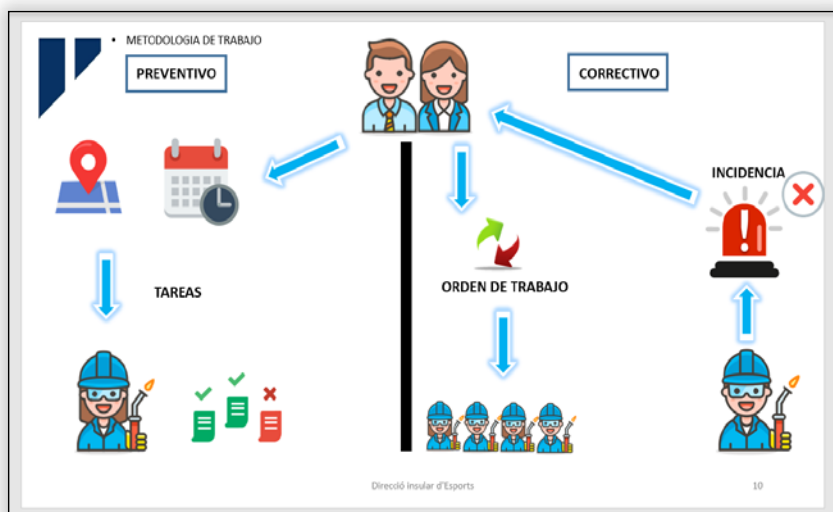 • METODOLOGIA DE TRABAJO
PREVENTIVO
CORRECTIVO
INCIDENCIA
TAREAS
ORDEN DE TRABAJO
Direcció insular d'Esports
10